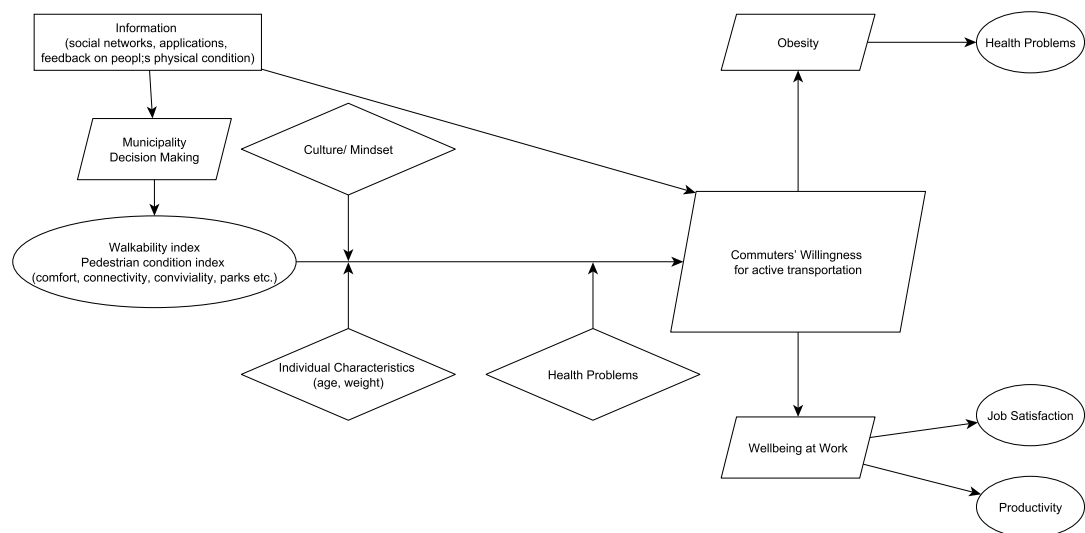 Information
(social networks, applications,
feedback on peopl;s physical condition)
Obesity
Health Problems
Municipality
Decision Making
Culture/ Mindset
Walkability index
Pedestrian condition index
(comfort, connectivity, conviviality, parks etc.)
Commuters' Willingness
for active transportation
Individual Characteristics
(age, weight)
Health Problems
Wellbeing at Work
Job Satisfaction
Productivity